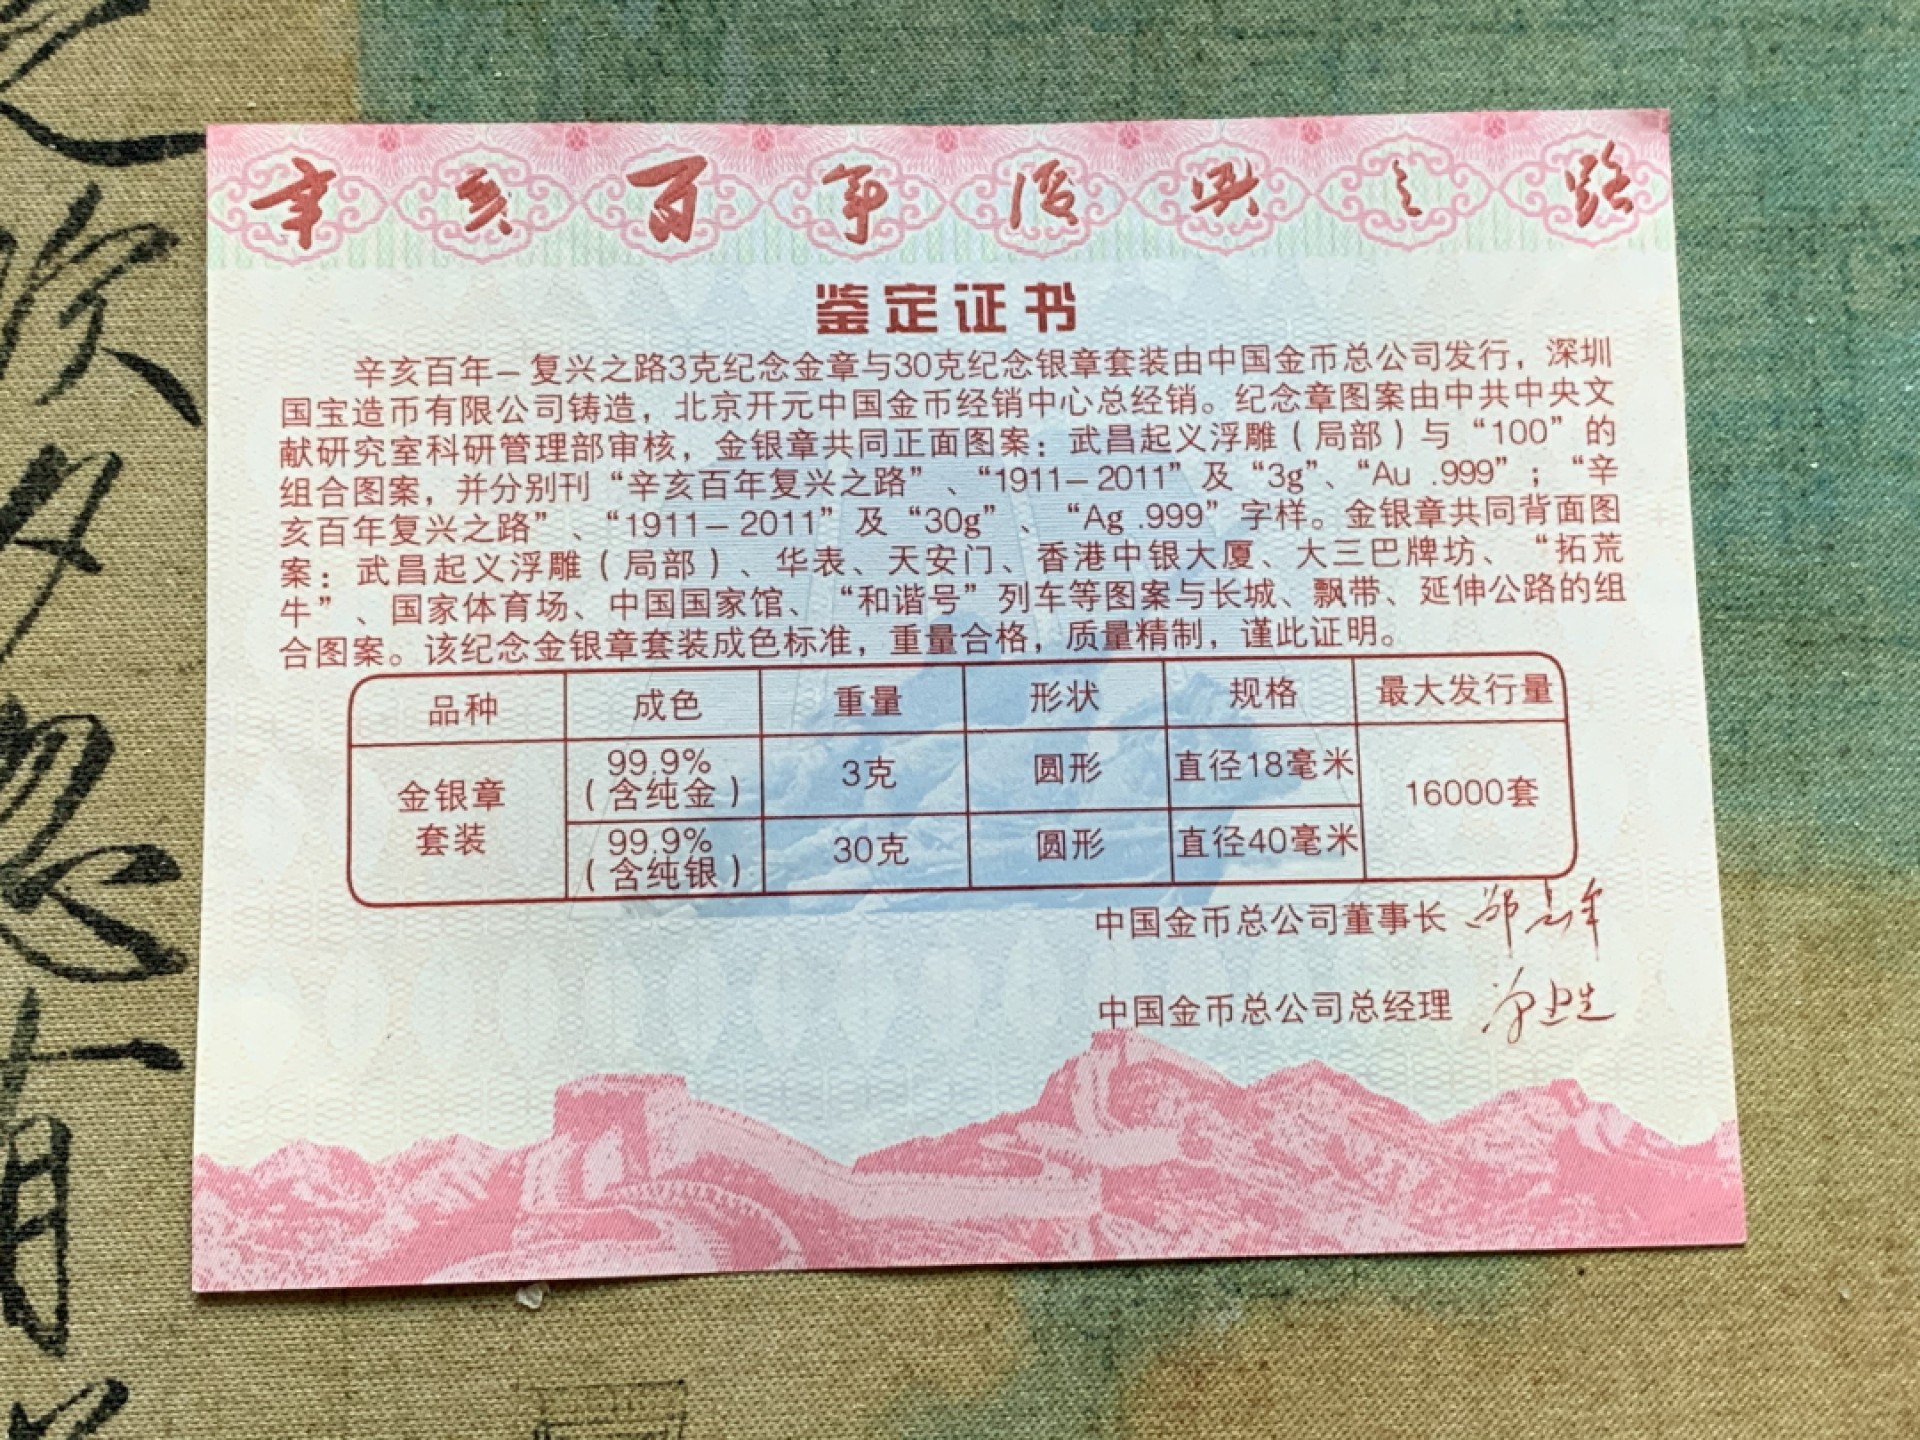 辛亥百年复兴之路
鉴定证书
辛亥百年－复兴之路3克纪念金章与30克纪念银章套装由中国金币总公司发行，深圳
国宝造币有限公司铸造，北京开元中国金币经销中心总经销。纪念章图案由中共中央文
献研究室科研管理部审核，金银章共同正面图案：武昌起义浮雕（局部）与“100”的
组合图案，并分别刊“辛亥百年复兴之路”、“1911－2011”及“3g”、“Au .999”；“辛
亥百年复兴之路”、“1911－2011”及“30g”、“Ag .999”字样。金银章共同背面图
案：武昌起义浮雕（局部）、华表、天安门、香港中银大厦、大三巴牌坊、“拓荒
牛”、国家体育场、中国国家馆、“和谐号”列车等图案与长城、飘带、延伸公路的组
合图案。该纪念金银章套装成色标准，重量合格，质量精制，谨此证明。
品种 成色 重量 形状 规格 最大发行量
金银章套装 99.9%（含纯金） 3克 圆形 直径18毫米 16000套
99.9%（含纯银） 30克 圆形 直径40毫米
中国金币总公司董事长
中国金币总公司总经理